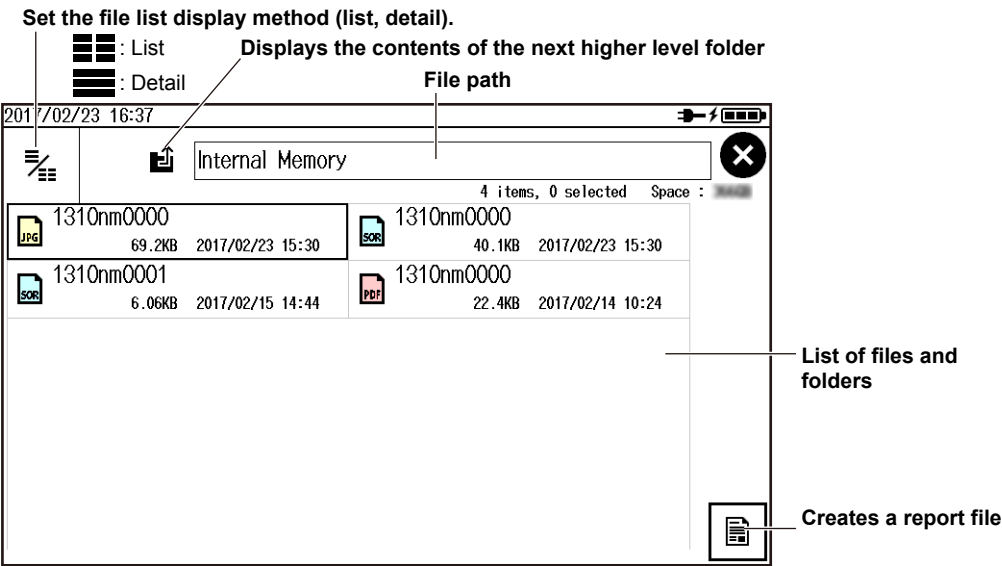 Set the file list display method (list, detail).
: List
Displays the contents of the next higher level folder
: Detail
File path
2017/02/23 16:37
Internal Memory
4 items, 0 selected Space :
JPG 1310nm0000
69.2KB 2017/02/23 15:30
SOR 1310nm0000
40.1KB 2017/02/23 15:30
SOR 1310nm0001
6.06KB 2017/02/15 14:44
PDF 1310nm0000
22.4KB 2017/02/14 10:24
List of files and
folders
Creates a report file